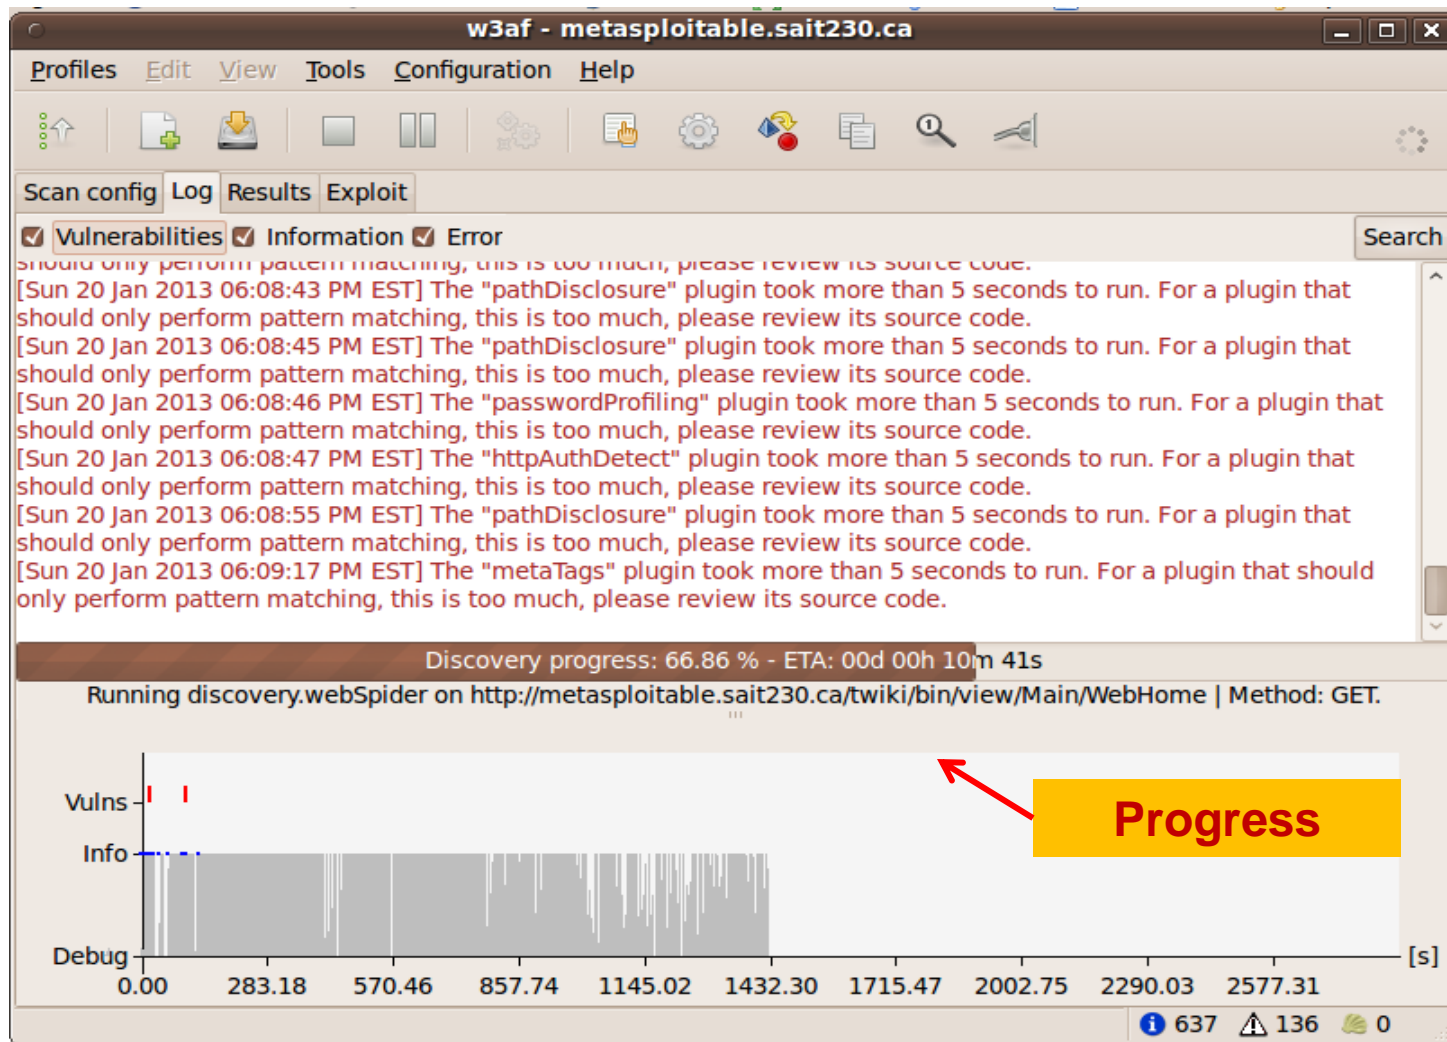 w3af - metasploitable.sait230.ca
Profiles Edit View Tools Configuration Help
Scan config Log Results Exploit
Vulnerabilities Information Error Search
should only perform pattern matching, this is too much, please review its source code.
[Sun 20 Jan 2013 06:08:43 PM EST] The "pathDisclosure" plugin took more than 5 seconds to run. For a plugin that
should only perform pattern matching, this is too much, please review its source code.
[Sun 20 Jan 2013 06:08:45 PM EST] The "pathDisclosure" plugin took more than 5 seconds to run. For a plugin that
should only perform pattern matching, this is too much, please review its source code.
[Sun 20 Jan 2013 06:08:46 PM EST] The "passwordProfiling" plugin took more than 5 seconds to run. For a plugin that
should only perform pattern matching, this is too much, please review its source code.
[Sun 20 Jan 2013 06:08:47 PM EST] The "httpAuthDetect" plugin took more than 5 seconds to run. For a plugin that
should only perform pattern matching, this is too much, please review its source code.
[Sun 20 Jan 2013 06:08:55 PM EST] The "pathDisclosure" plugin took more than 5 seconds to run. For a plugin that
should only perform pattern matching, this is too much, please review its source code.
[Sun 20 Jan 2013 06:09:17 PM EST] The "metaTags" plugin took more than 5 seconds to run. For a plugin that should
only perform pattern matching, this is too much, please review its source code.
Discovery progress: 66.86 % - ETA: 00d 00h 10m 41s
Running discovery.webSpider on http://metasploitable.sait230.ca/twiki/bin/view/Main/WebHome | Method: GET.
Vulns
Progress
Info
Debug
[s]
0.00 283.18 570.46 857.74 1145.02 1432.30 1715.47 2002.75 2290.03 2577.31
637 136 0